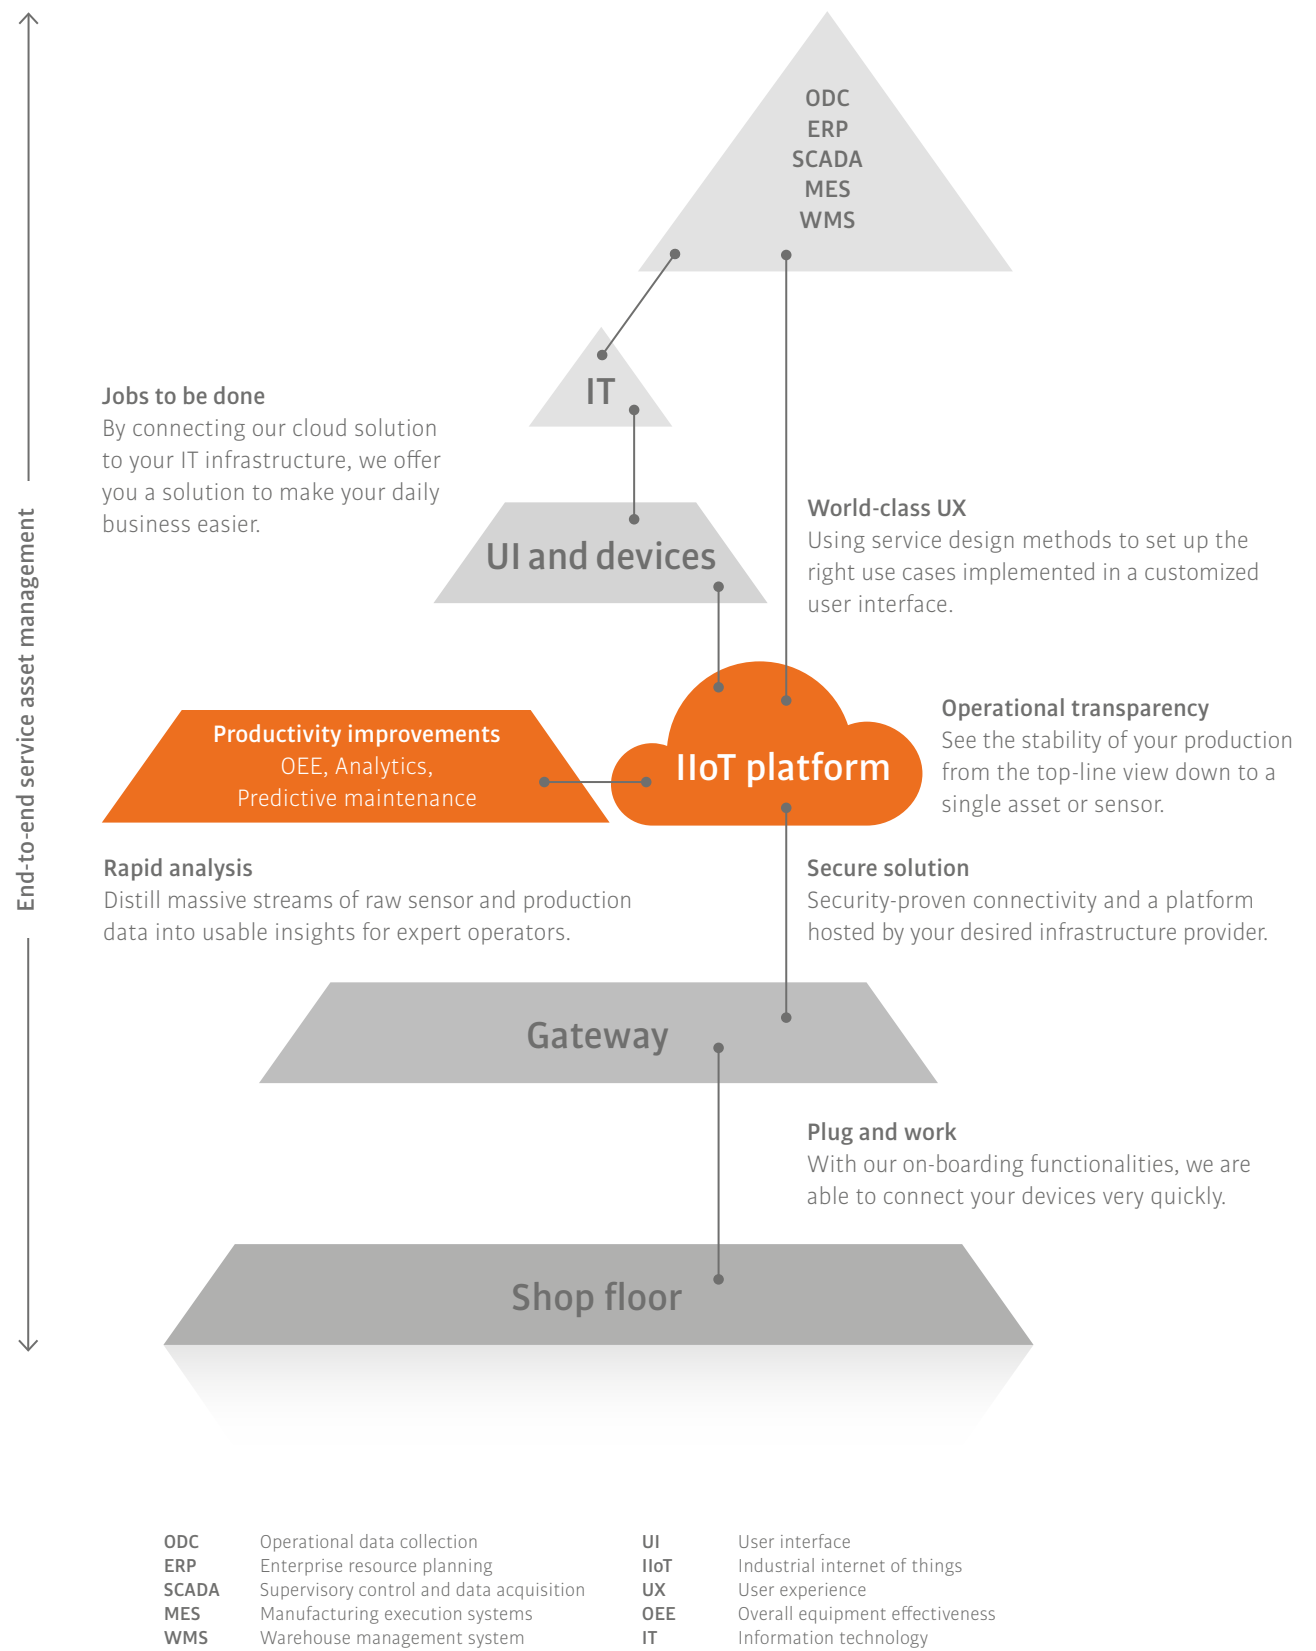 ODC
ERP
SCADA
MES
WMS
IT
Jobs to be done
By connecting our cloud solution
to your IT infrastructure, we offer
you a solution to make your daily
business easier.
UI and devices
World-class UX
Using service design methods to set up the
right use cases implemented in a customized
user interface.
End-to-end service asset management
Productivity improvements
OEE, Analytics,
Predictive maintenance
IIoT platform
Operational transparency
See the stability of your production
from the top-line view down to a
single asset or sensor.
Rapid analysis
Distill massive streams of raw sensor and production
data into usable insights for expert operators.
Secure solution
Security-proven connectivity and a platform
hosted by your desired infrastructure provider.
Gateway
Plug and work
With our on-boarding functionalities, we are
able to connect your devices very quickly.
Shop floor
ODC Operational data collection
ERP Enterprise resource planning
SCADA Supervisory control and data acquisition
MES Manufacturing execution systems
WMS Warehouse management system
UI User interface
IIoT Industrial internet of things
UX User experience
OEE Overall equipment effectiveness
IT Information technology